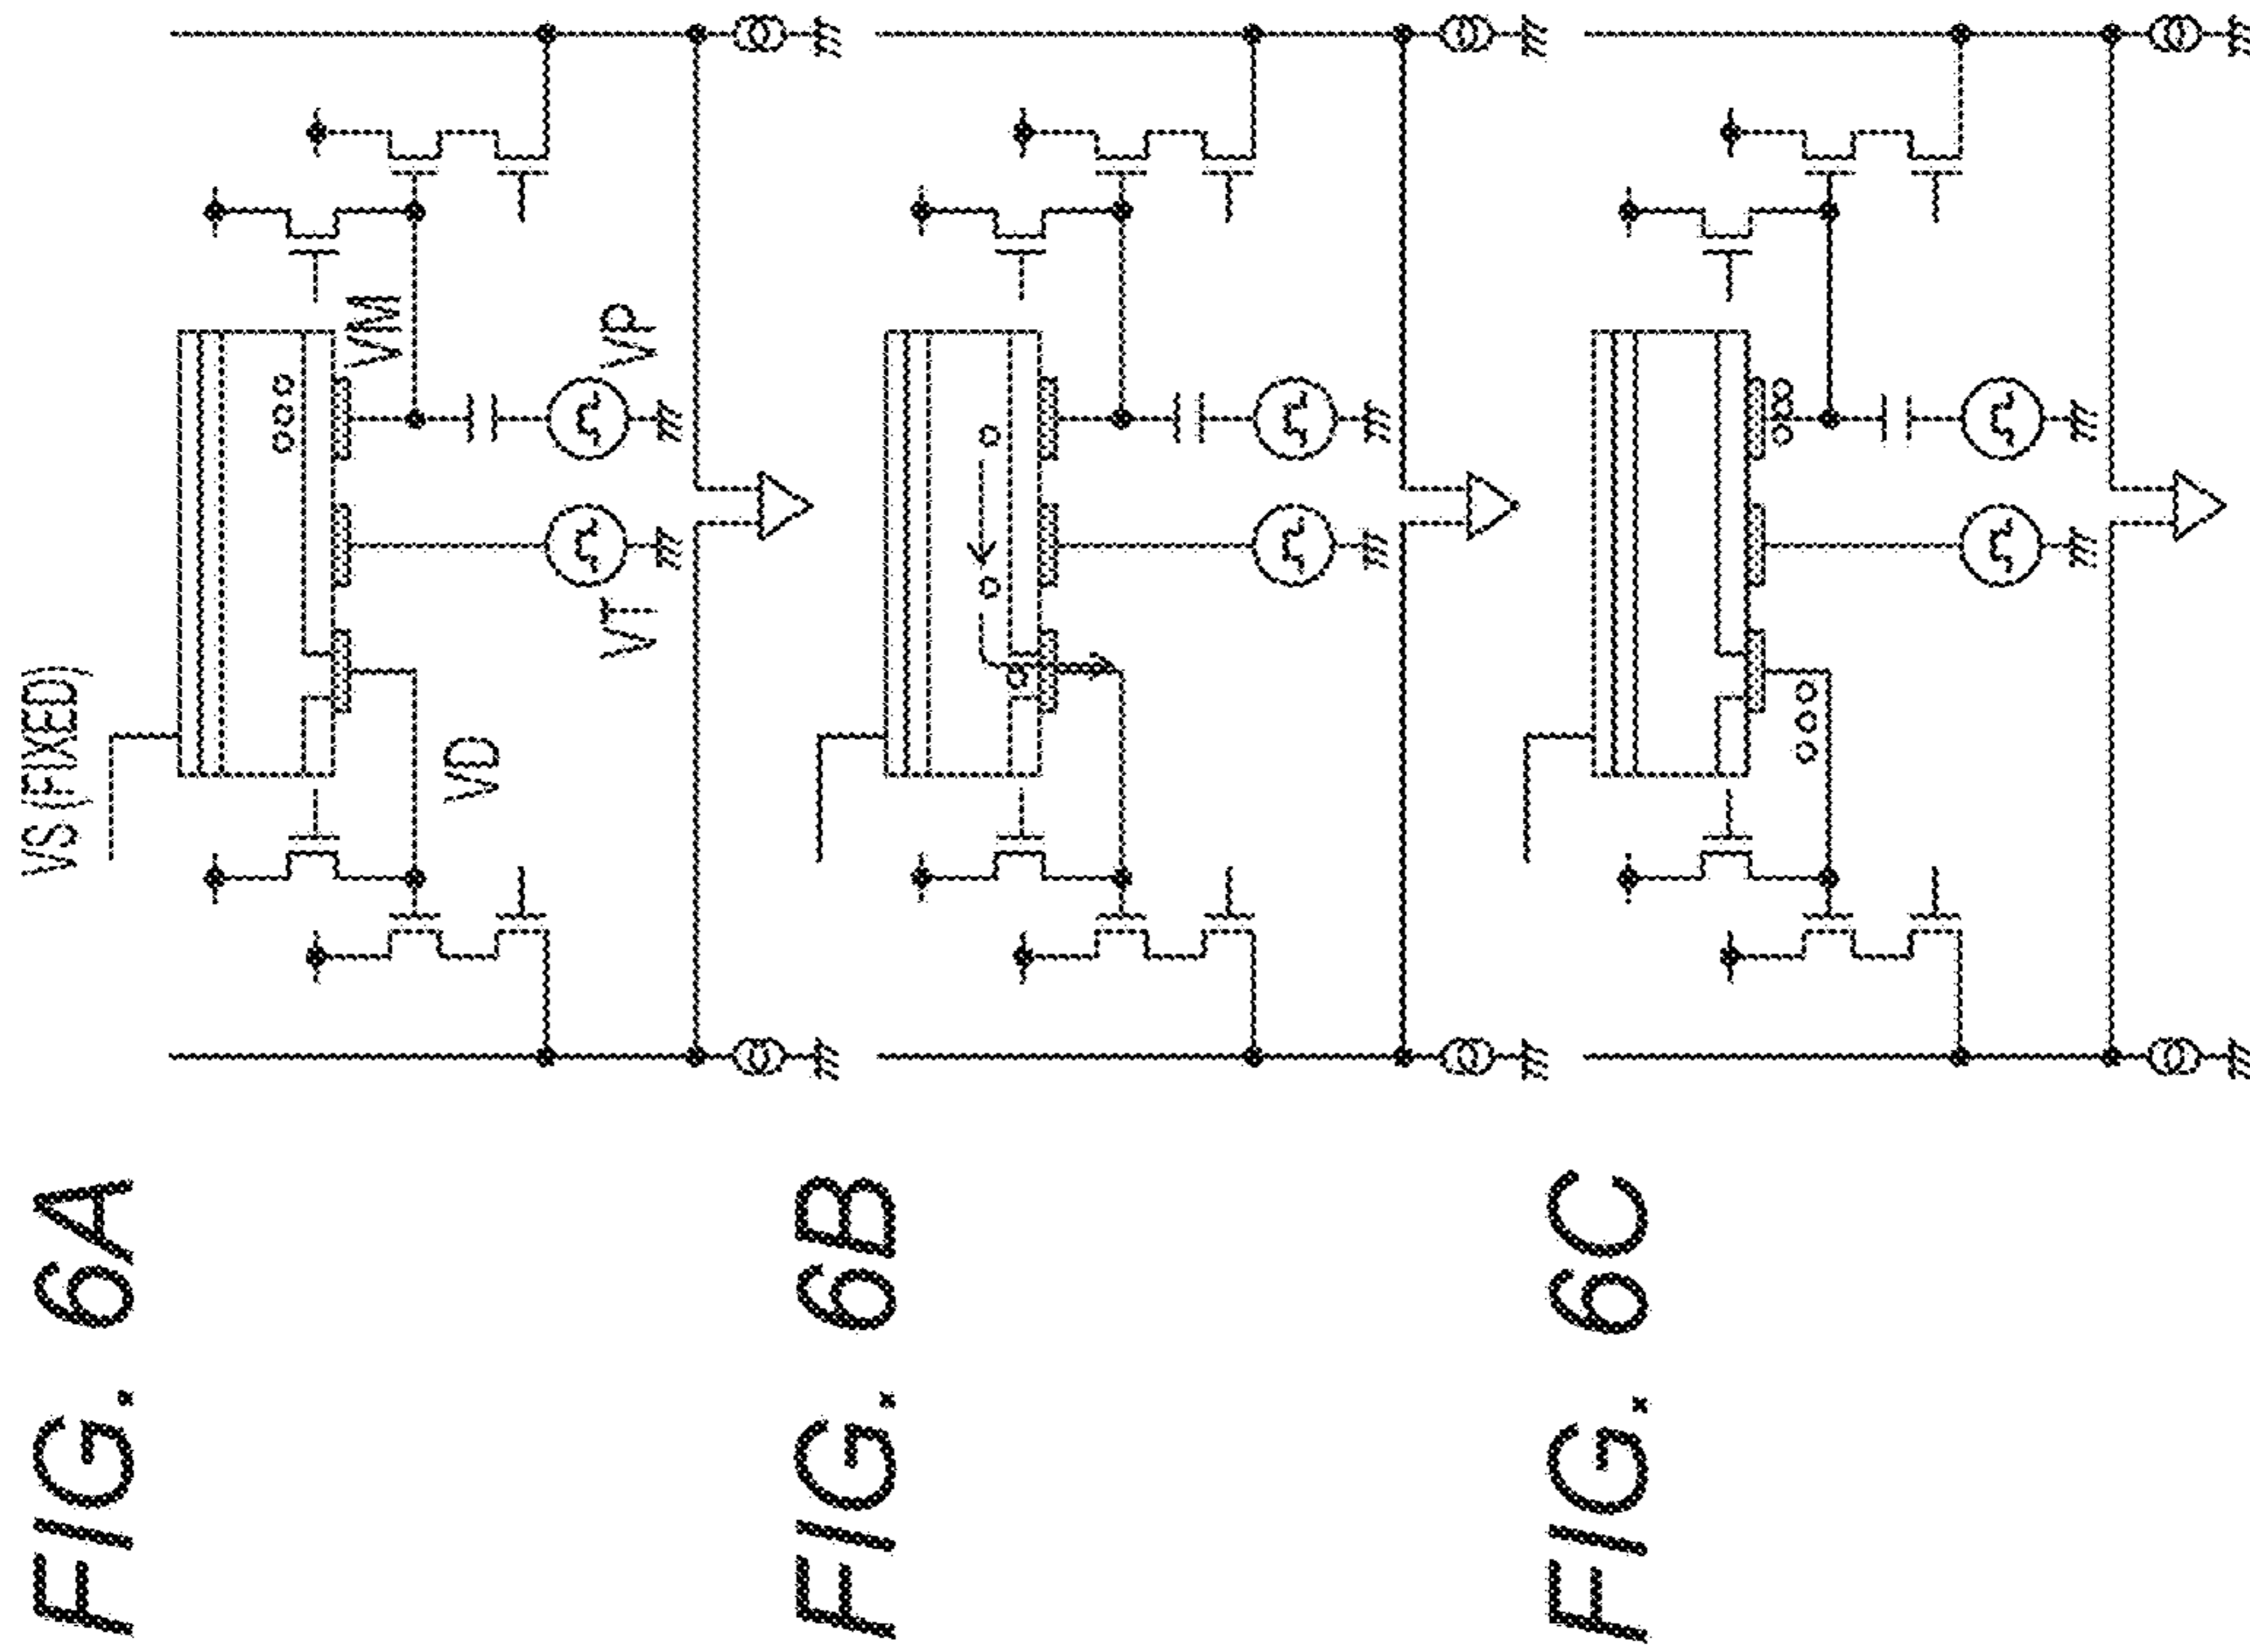 FIG. 6A
VS (FIXED)
VD
VM
VT
VP
FIG. 6B
FIG. 6C